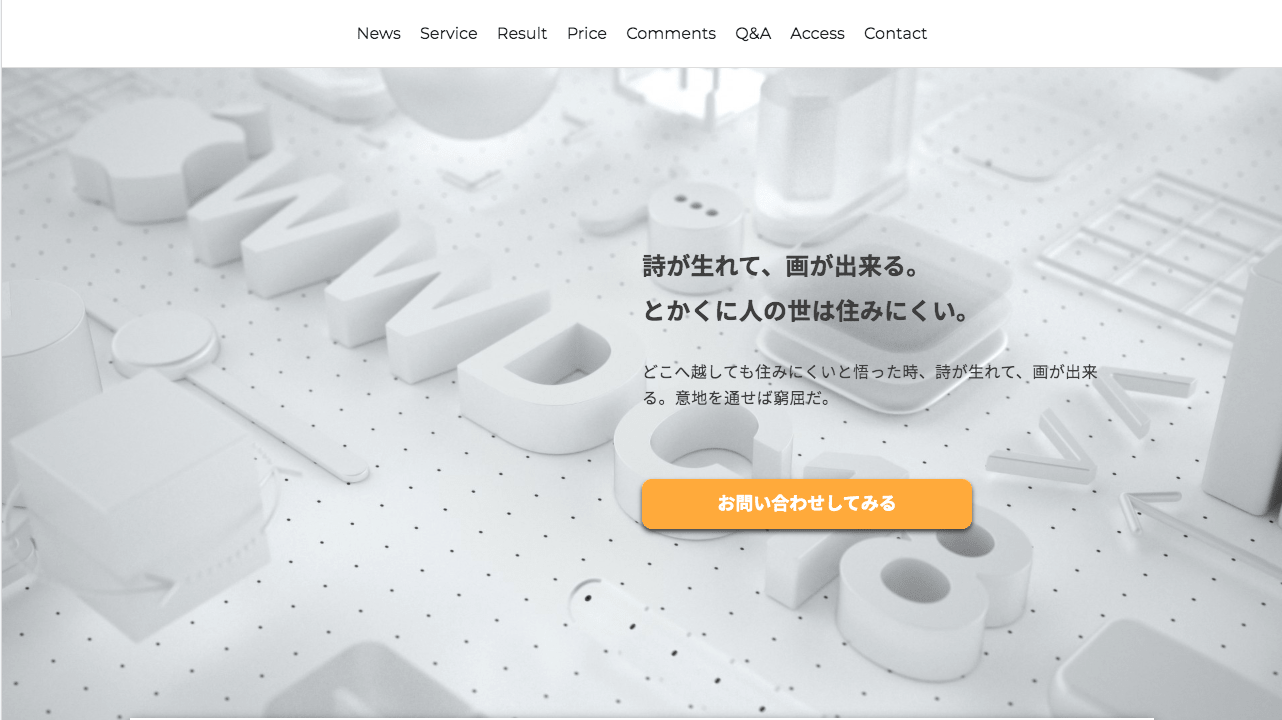 News Service Result Price Comments Q&A Access Contact
WWDC18
詩が生れて、画が出来る。
とかくに人の世は住みにくい。
どこへ越しても住みにくいと悟った時、詩が生れて、画が出来
る。意地を通せば窮屈だ。
お問い合わせしてみる